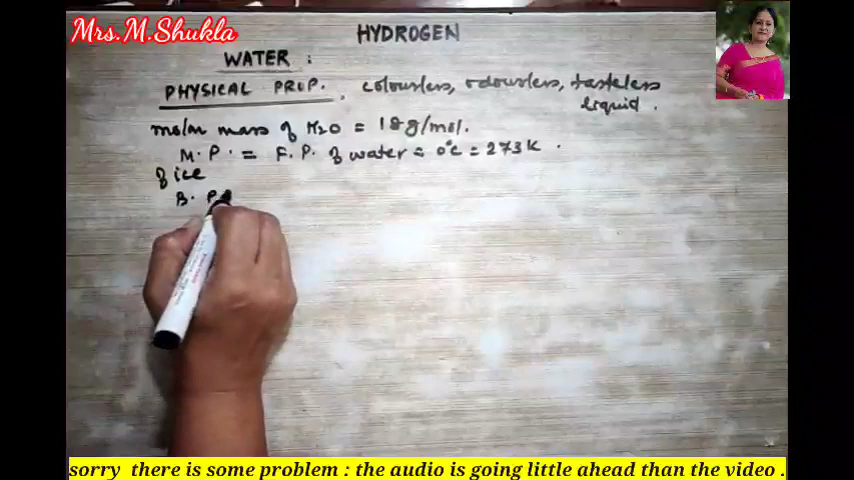 Mrs.M.Shukla
HYDROGEN
WATER :
PHYSICAL PROP. colourless, odourless, tasteless
liquid .
molar mass of H2O = 18g/mol.
M.P. = F.P. of water = 0°C = 273K .
of ice
B. P
sorry there is some problem : the audio is going little ahead than the video .